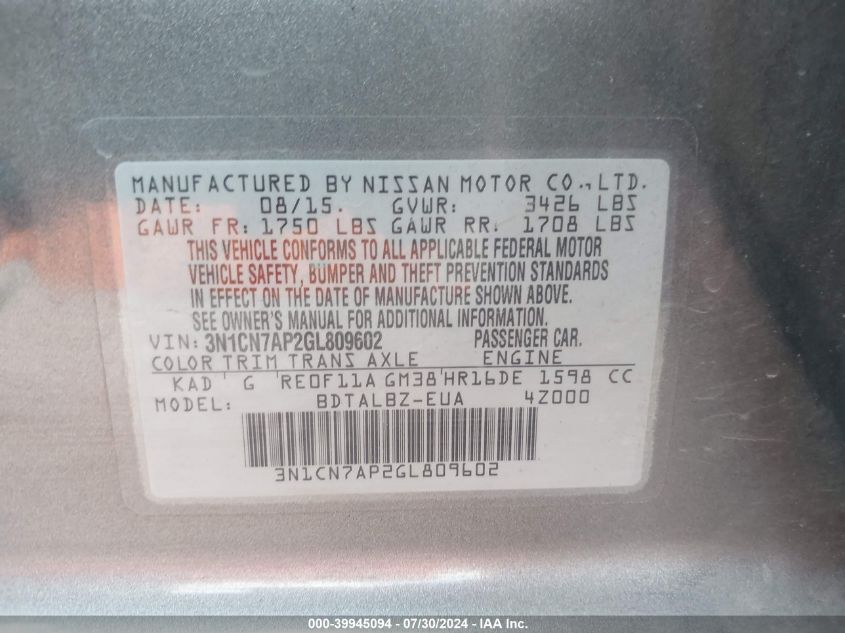 MANUFACTURED BY NISSAN MOTOR CO., LTD.
DATE: 08/15. GVWR: 3426 LBS
GAWR FR: 1750 LBS GAWR RR: 1708 LBS
THIS VEHICLE CONFORMS TO ALL APPLICABLE FEDERAL MOTOR
VEHICLE SAFETY, BUMPER AND THEFT PREVENTION STANDARDS
IN EFFECT ON THE DATE OF MANUFACTURE SHOWN ABOVE.
SEE OWNER'S MANUAL FOR ADDITIONAL INFORMATION.
VIN: 3N1CN7AP2GL809602 PASSENGER CAR.
COLOR TRIM TRANS AXLE ENGINE
KAD G RE0F11A GM38 HR16DE 1598 CC
MODEL: BDTALBZ-EUA 4Z000
3N1CN7AP2GL809602
000-39945094 - 07/30/2024 - IAA Inc.